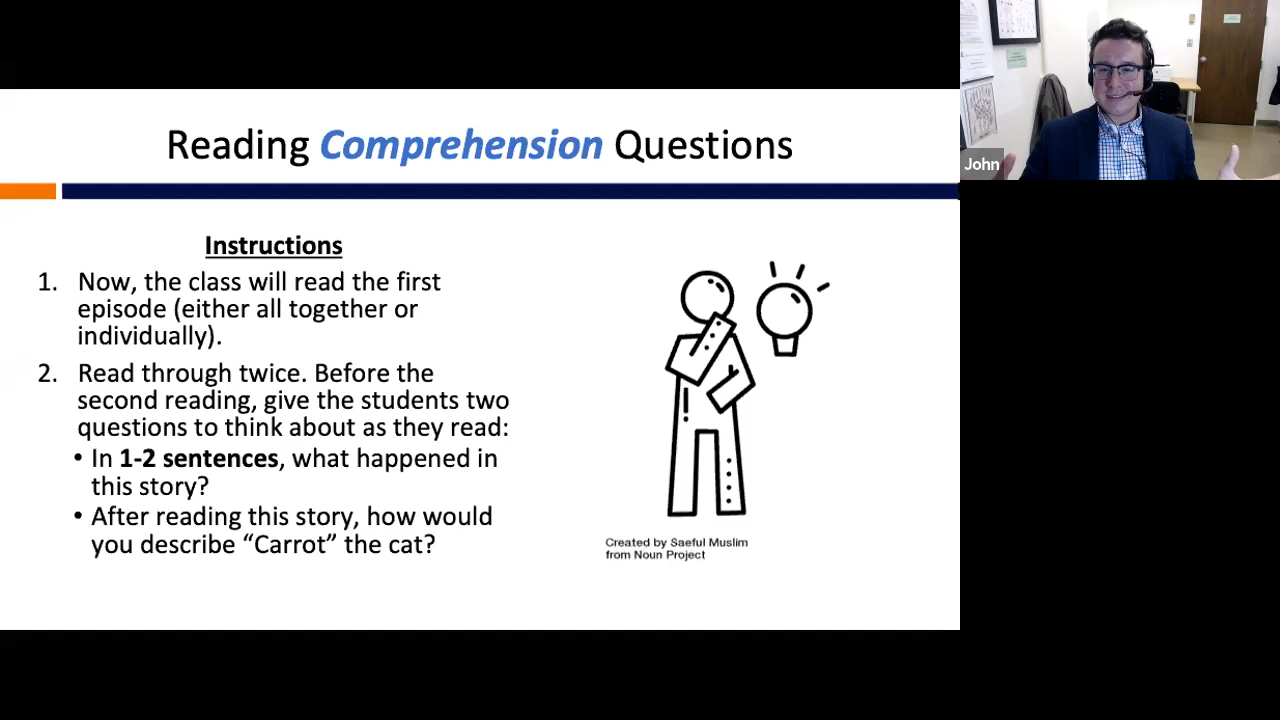 Reading Comprehension Questions
Instructions
1. Now, the class will read the first
episode (either all together or
individually).
2. Read through twice. Before the
second reading, give the students two
questions to think about as they read:
• In 1-2 sentences, what happened in
this story?
• After reading this story, how would
you describe “Carrot” the cat?
Created by Saeful Muslim
from Noun Project
John